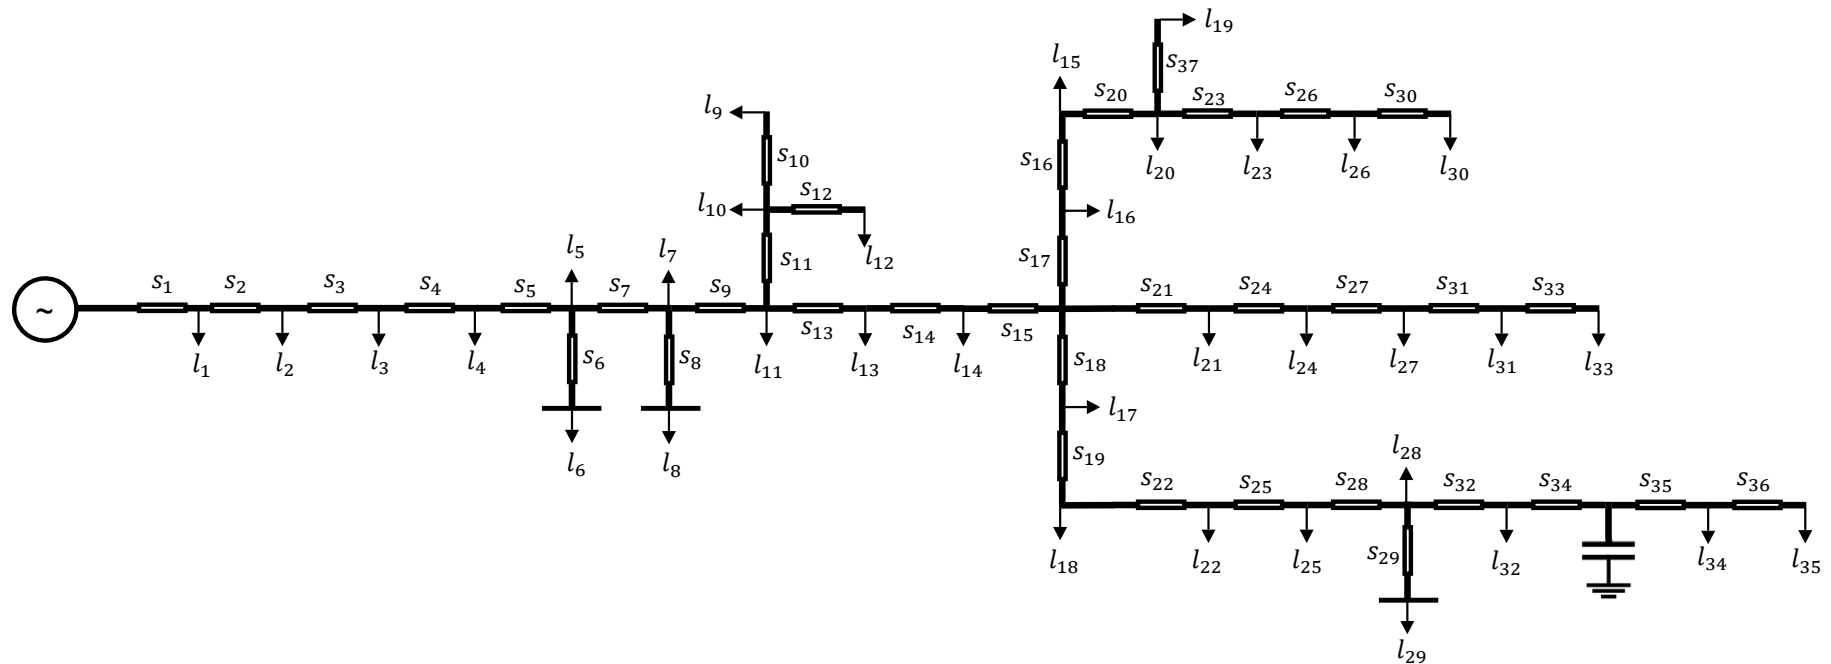 l₁₉
l₁₅
s₃₇
s₂₀ s₂₃ s₂₆ s₃₀
l₉
s₁₀
s₁₆
l₂₀ l₂₃ l₂₆ l₃₀
s₁₂
l₁₀
l₁₆
l₅ l₇
s₁₁
l₁₂
s₁₇
~
s₁ s₂ s₃ s₄ s₅ s₇ s₉
s₂₁ s₂₄ s₂₇ s₃₁ s₃₃
s₁₃ s₁₄ s₁₅
l₁ l₂ l₃ l₄
s₆ s₈
l₁₁ l₁₃ l₁₄
s₁₈
l₂₁ l₂₄ l₂₇ l₃₁ l₃₃
l₁₇
l₆ l₈
s₁₉
l₂₈
s₂₂ s₂₅ s₂₈ s₃₂ s₃₄ s₃₅ s₃₆
l₁₈ l₂₂ l₂₅
s₂₉
l₃₂ l₃₄ l₃₅
l₂₉